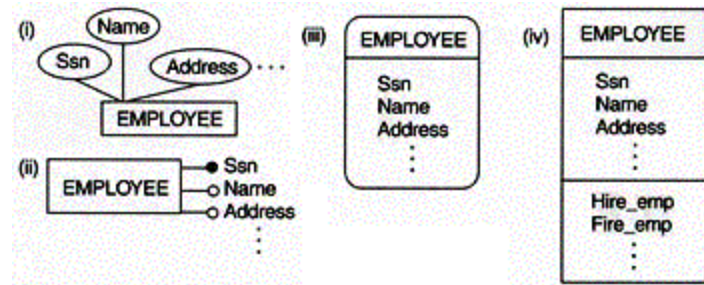 (i)
Name
Ssn
Address . . .
EMPLOYEE
(ii)
EMPLOYEE
Ssn
Name
Address
(iii)
EMPLOYEE
Ssn
Name
Address
(iv)
EMPLOYEE
Ssn
Name
Address
Hire_emp
Fire_emp